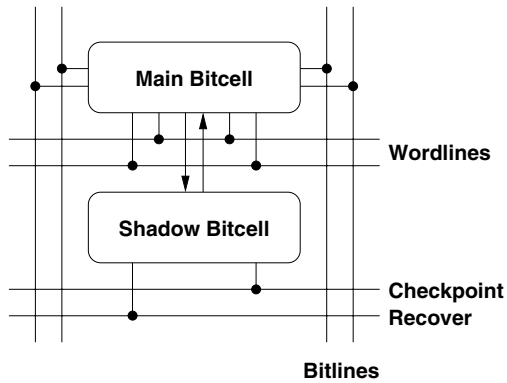 Main Bitcell
Wordlines
Shadow Bitcell
Checkpoint
Recover
Bitlines